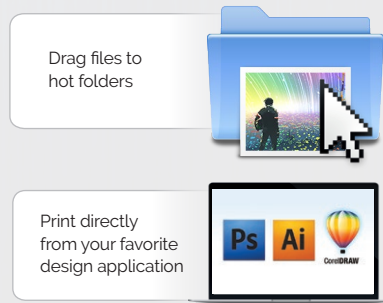 Drag files to
hot folders
Print directly
from your favorite
design application
Ps
Ai
CorelDRAW